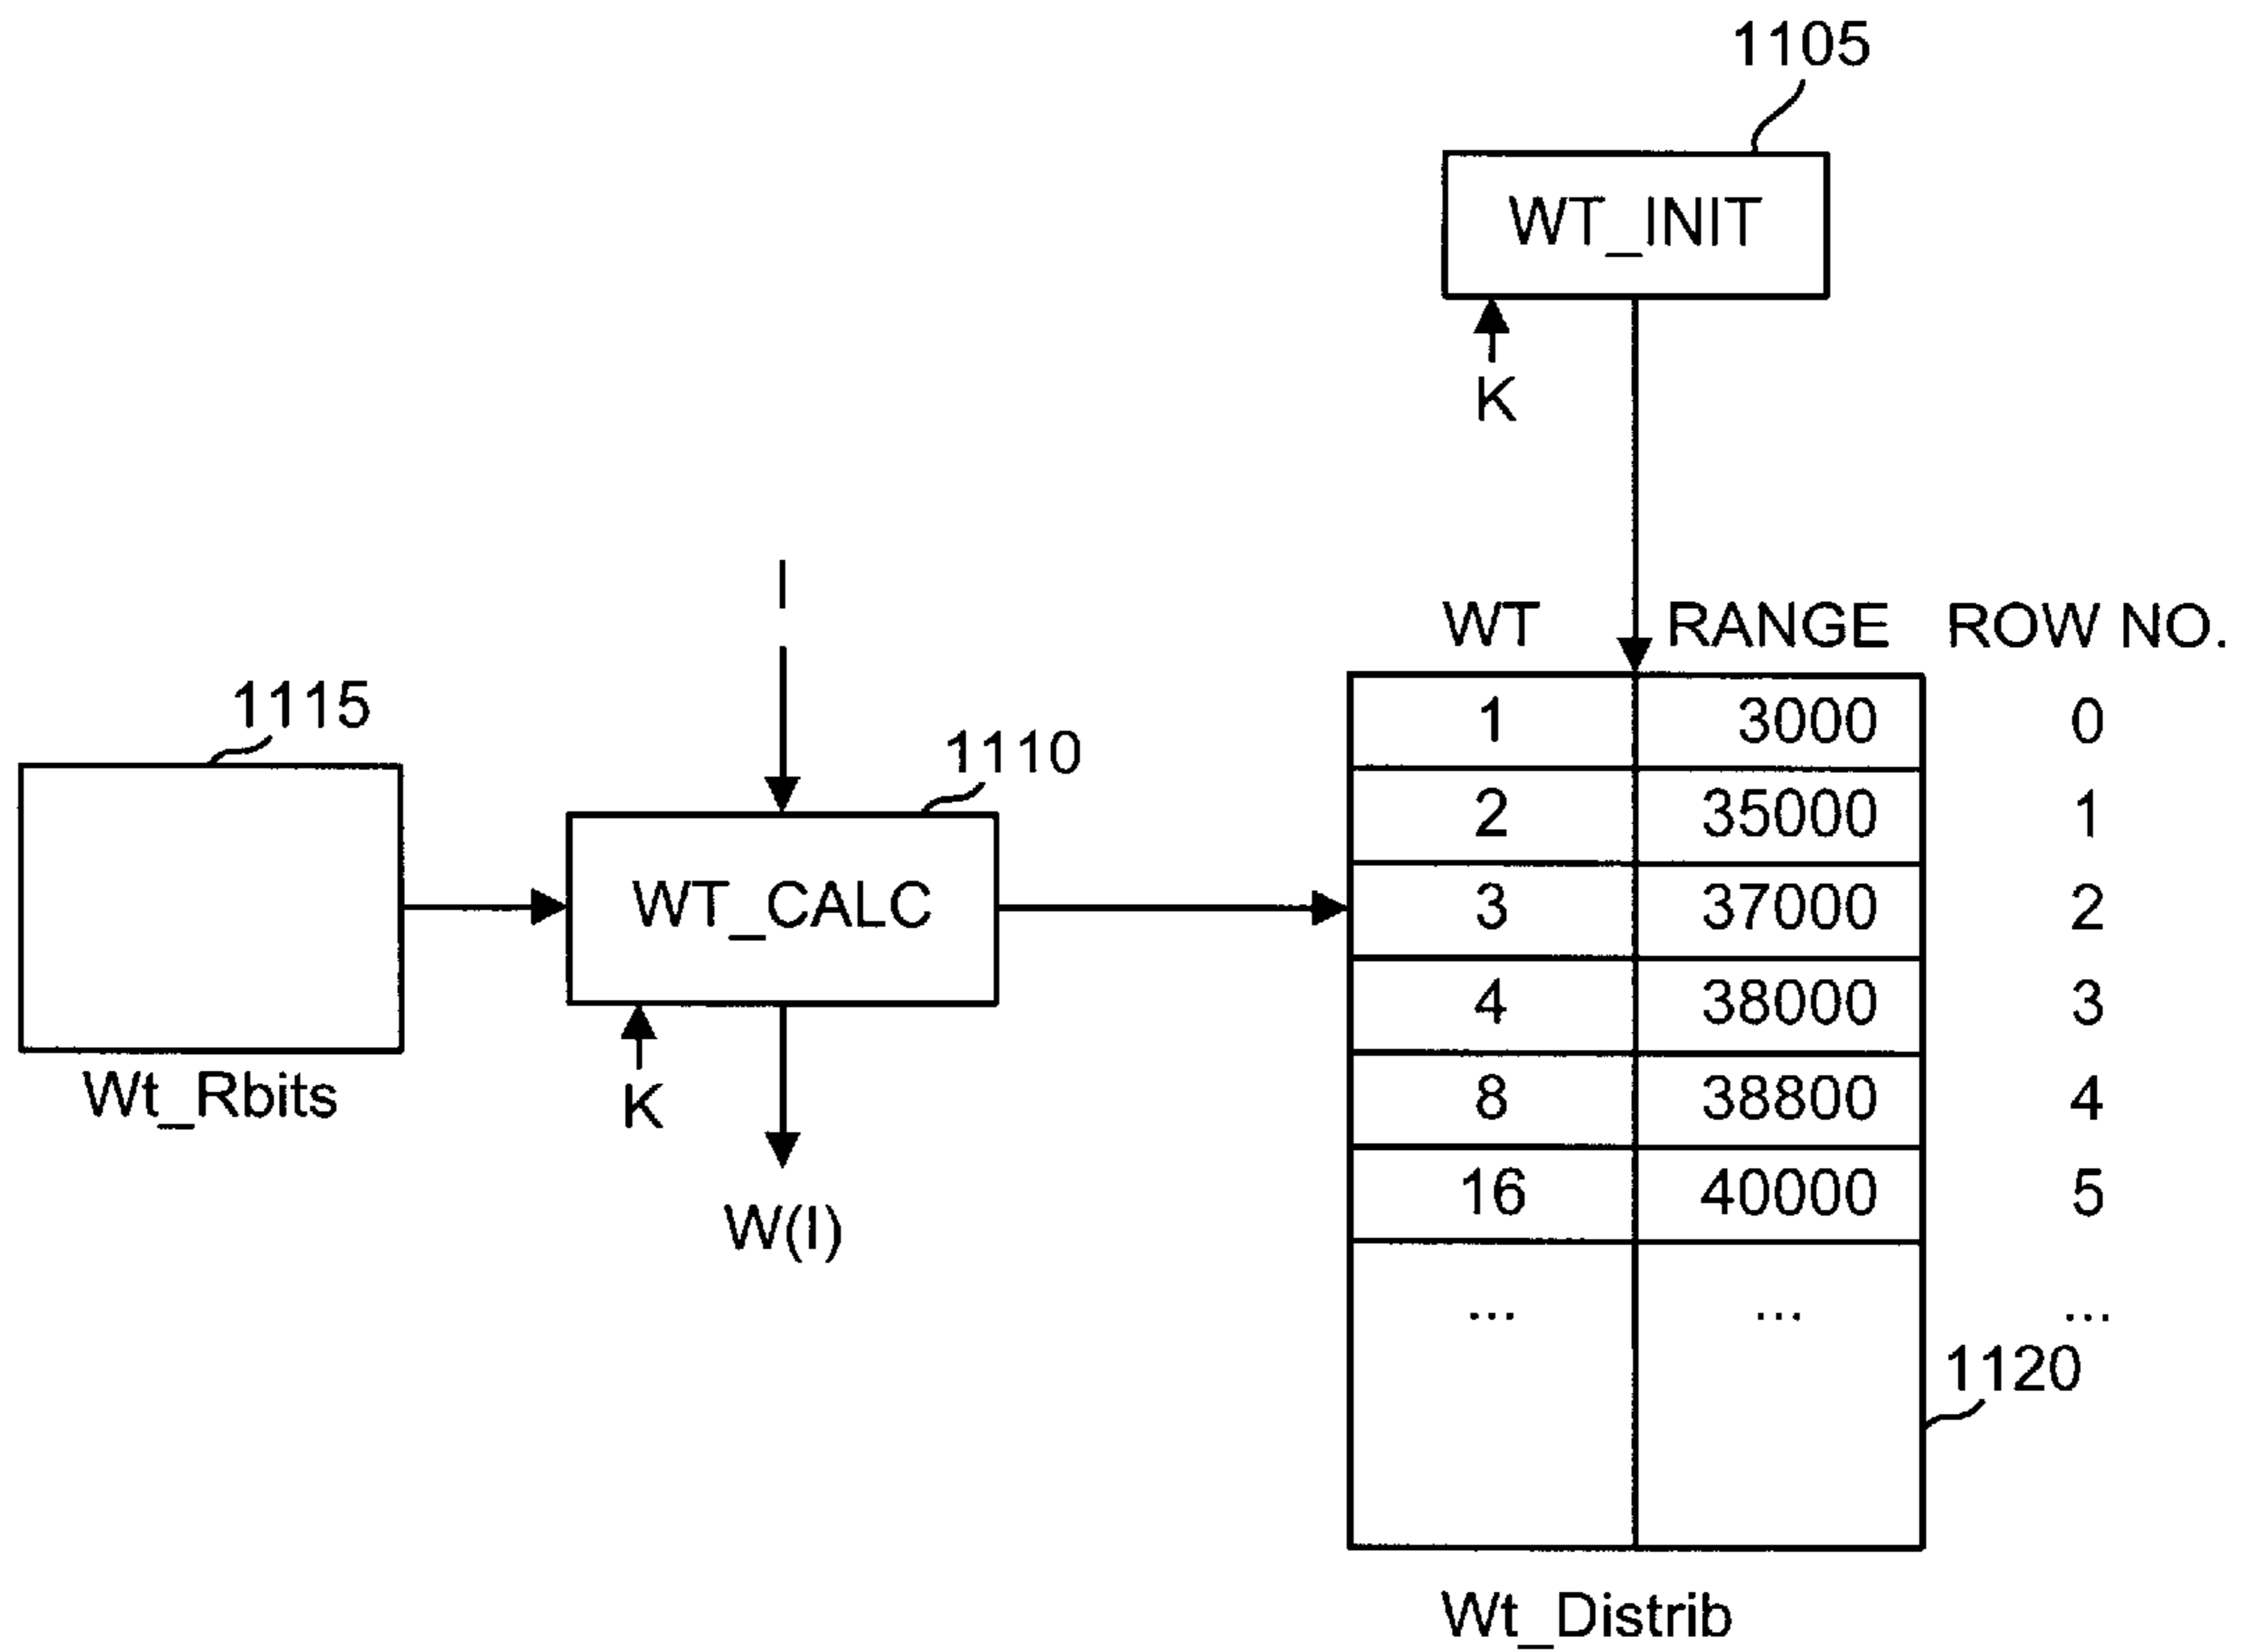 1105
WT_INIT
K
I
WT RANGE ROW NO.
1 3000 0
1115
1110
2 35000 1
WT_CALC
3 37000 2
4 38000 3
Wt_Rbits
K
8 38800 4
16 40000 5
W(I)
... ... ...
1120
Wt_Distrib